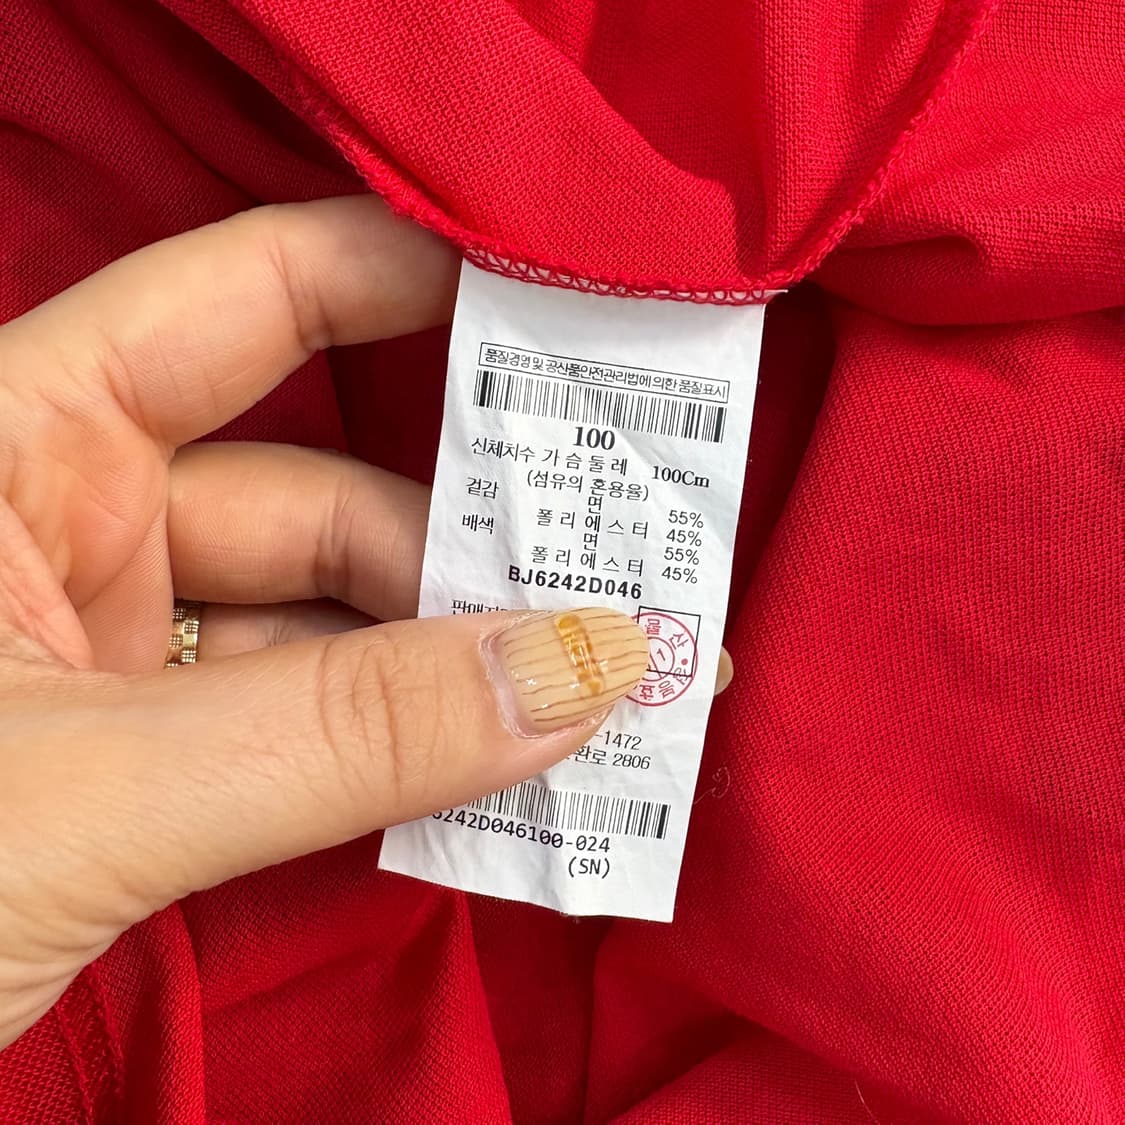 품질경영 및 공산품안전관리법에 의한 품질표시
100
신체치수 가 슴 둘 레 100Cm
(섬유의 혼용율)
겉감 면 55%
폴 리 에 스 터 45%
배색 면 55%
폴 리 에 스 터 45%
BJ6242D046
물산
-1472
환로 2806
6242D046100-024
(SN)